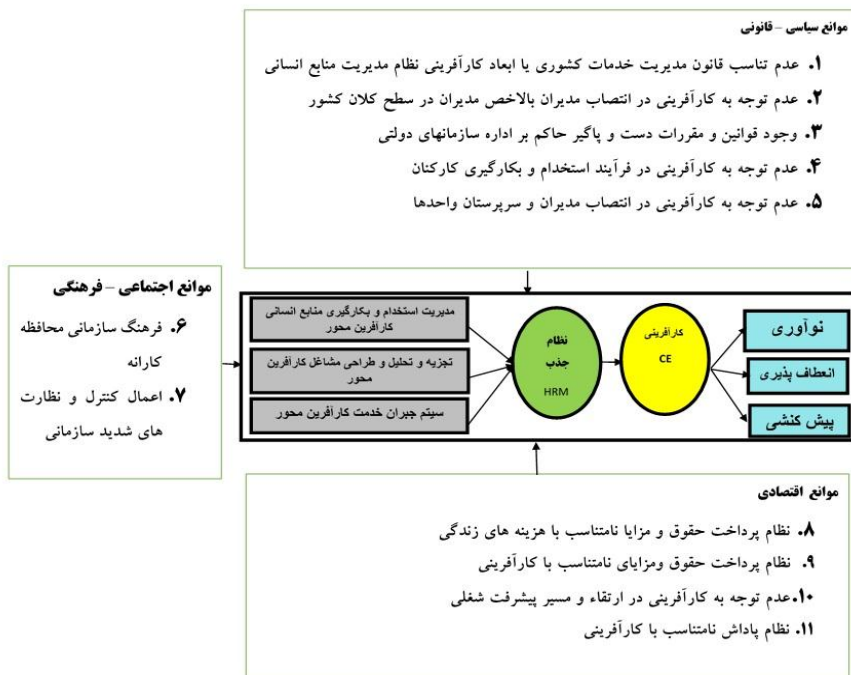 موانع سیاسی – قانونی
۱. عدم تناسب قانون مدیریت خدمات کشوری یا ابعاد کارآفرینی نظام مدیریت منابع انسانی
۲. عدم توجه به کارآفرینی در انتصاب مدیران بالاخص مدیران در سطح کلان کشور
۳. وجود قوانین و مقررات دست و پاگیر حاکم بر اداره سازمانهای دولتی
۴. عدم توجه به کارآفرینی در فرآیند استخدام و بکارگیری کارکنان
۵. عدم توجه به کارآفرینی در انتصاب مدیران و سرپرستان واحدها
موانع اجتماعی – فرهنگی
۶. فرهنگ سازمانی محافظه
کارانه
۷. اعمال کنترل و نظارت
های شدید سازمانی
مدیریت استخدام و بکارگیری منابع انسانی
کارآفرین محور
تجزیه و تحلیل و طراحی مشاغل کارآفرین
محور
سیتم جبران خدمت کارآفرین محور
نظام
جذب
HRM
کارآفرینی
CE
نوآوری
انعطاف پذیری
پیش کنشی
موانع اقتصادی
۸. نظام پرداخت حقوق و مزایا نامتناسب با هزینه های زندگی
۹. نظام پرداخت حقوق ومزایای نامتناسب با کارآفرینی
۱۰.عدم توجه به کارآفرینی در ارتقاء و مسیر پیشرفت شغلی
۱۱. نظام پاداش نامتناسب با کارآفرینی